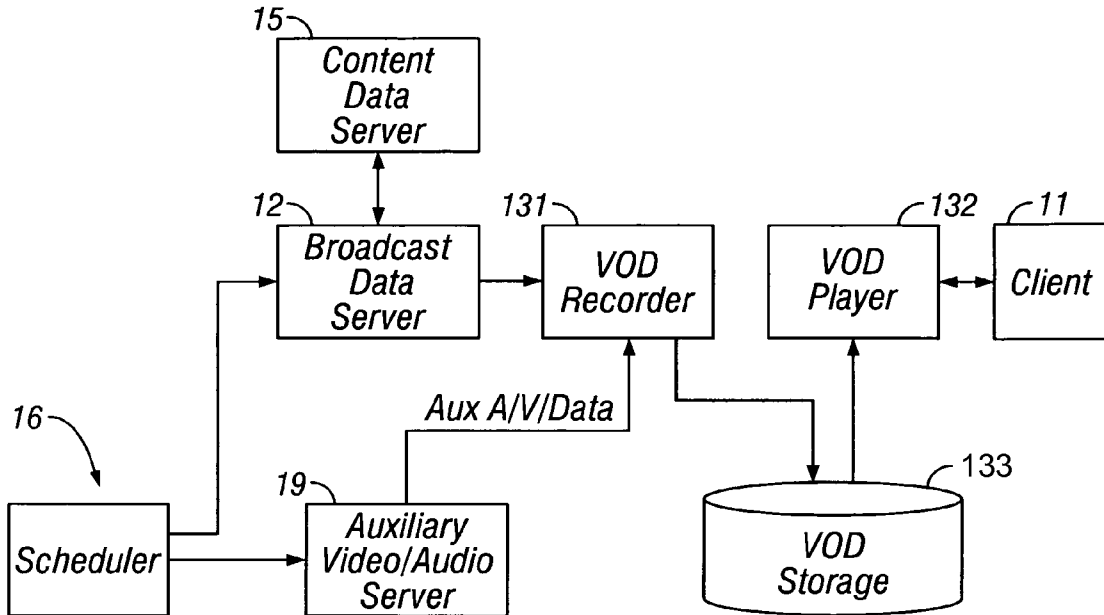 15
Content
Data
Server
12
Broadcast
Data
Server
131
VOD
Recorder
132
VOD
Player
11
Client
Aux A/V/Data
16
Scheduler
19
Auxiliary
Video/Audio
Server
133
VOD
Storage